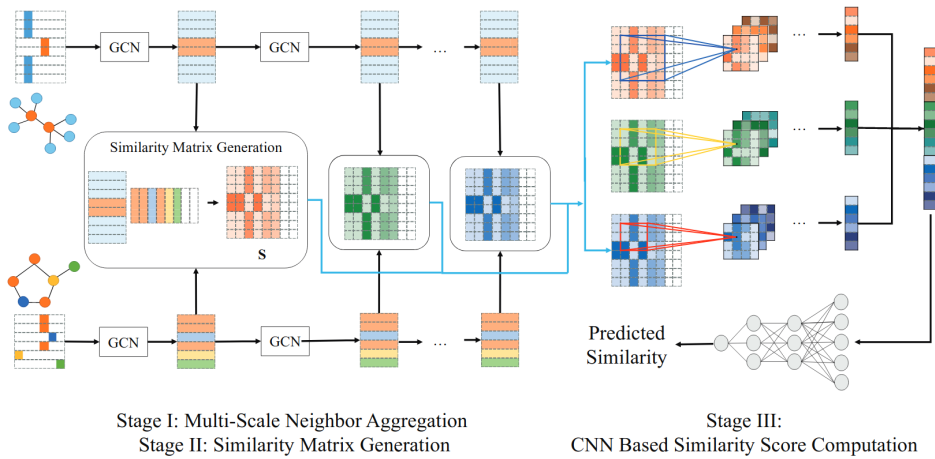 GCN
GCN
...
...
Similarity Matrix Generation
S
GCN
GCN
...
...
...
...
Predicted
Similarity
Stage I: Multi-Scale Neighbor Aggregation
Stage II: Similarity Matrix Generation
Stage III:
CNN Based Similarity Score Computation